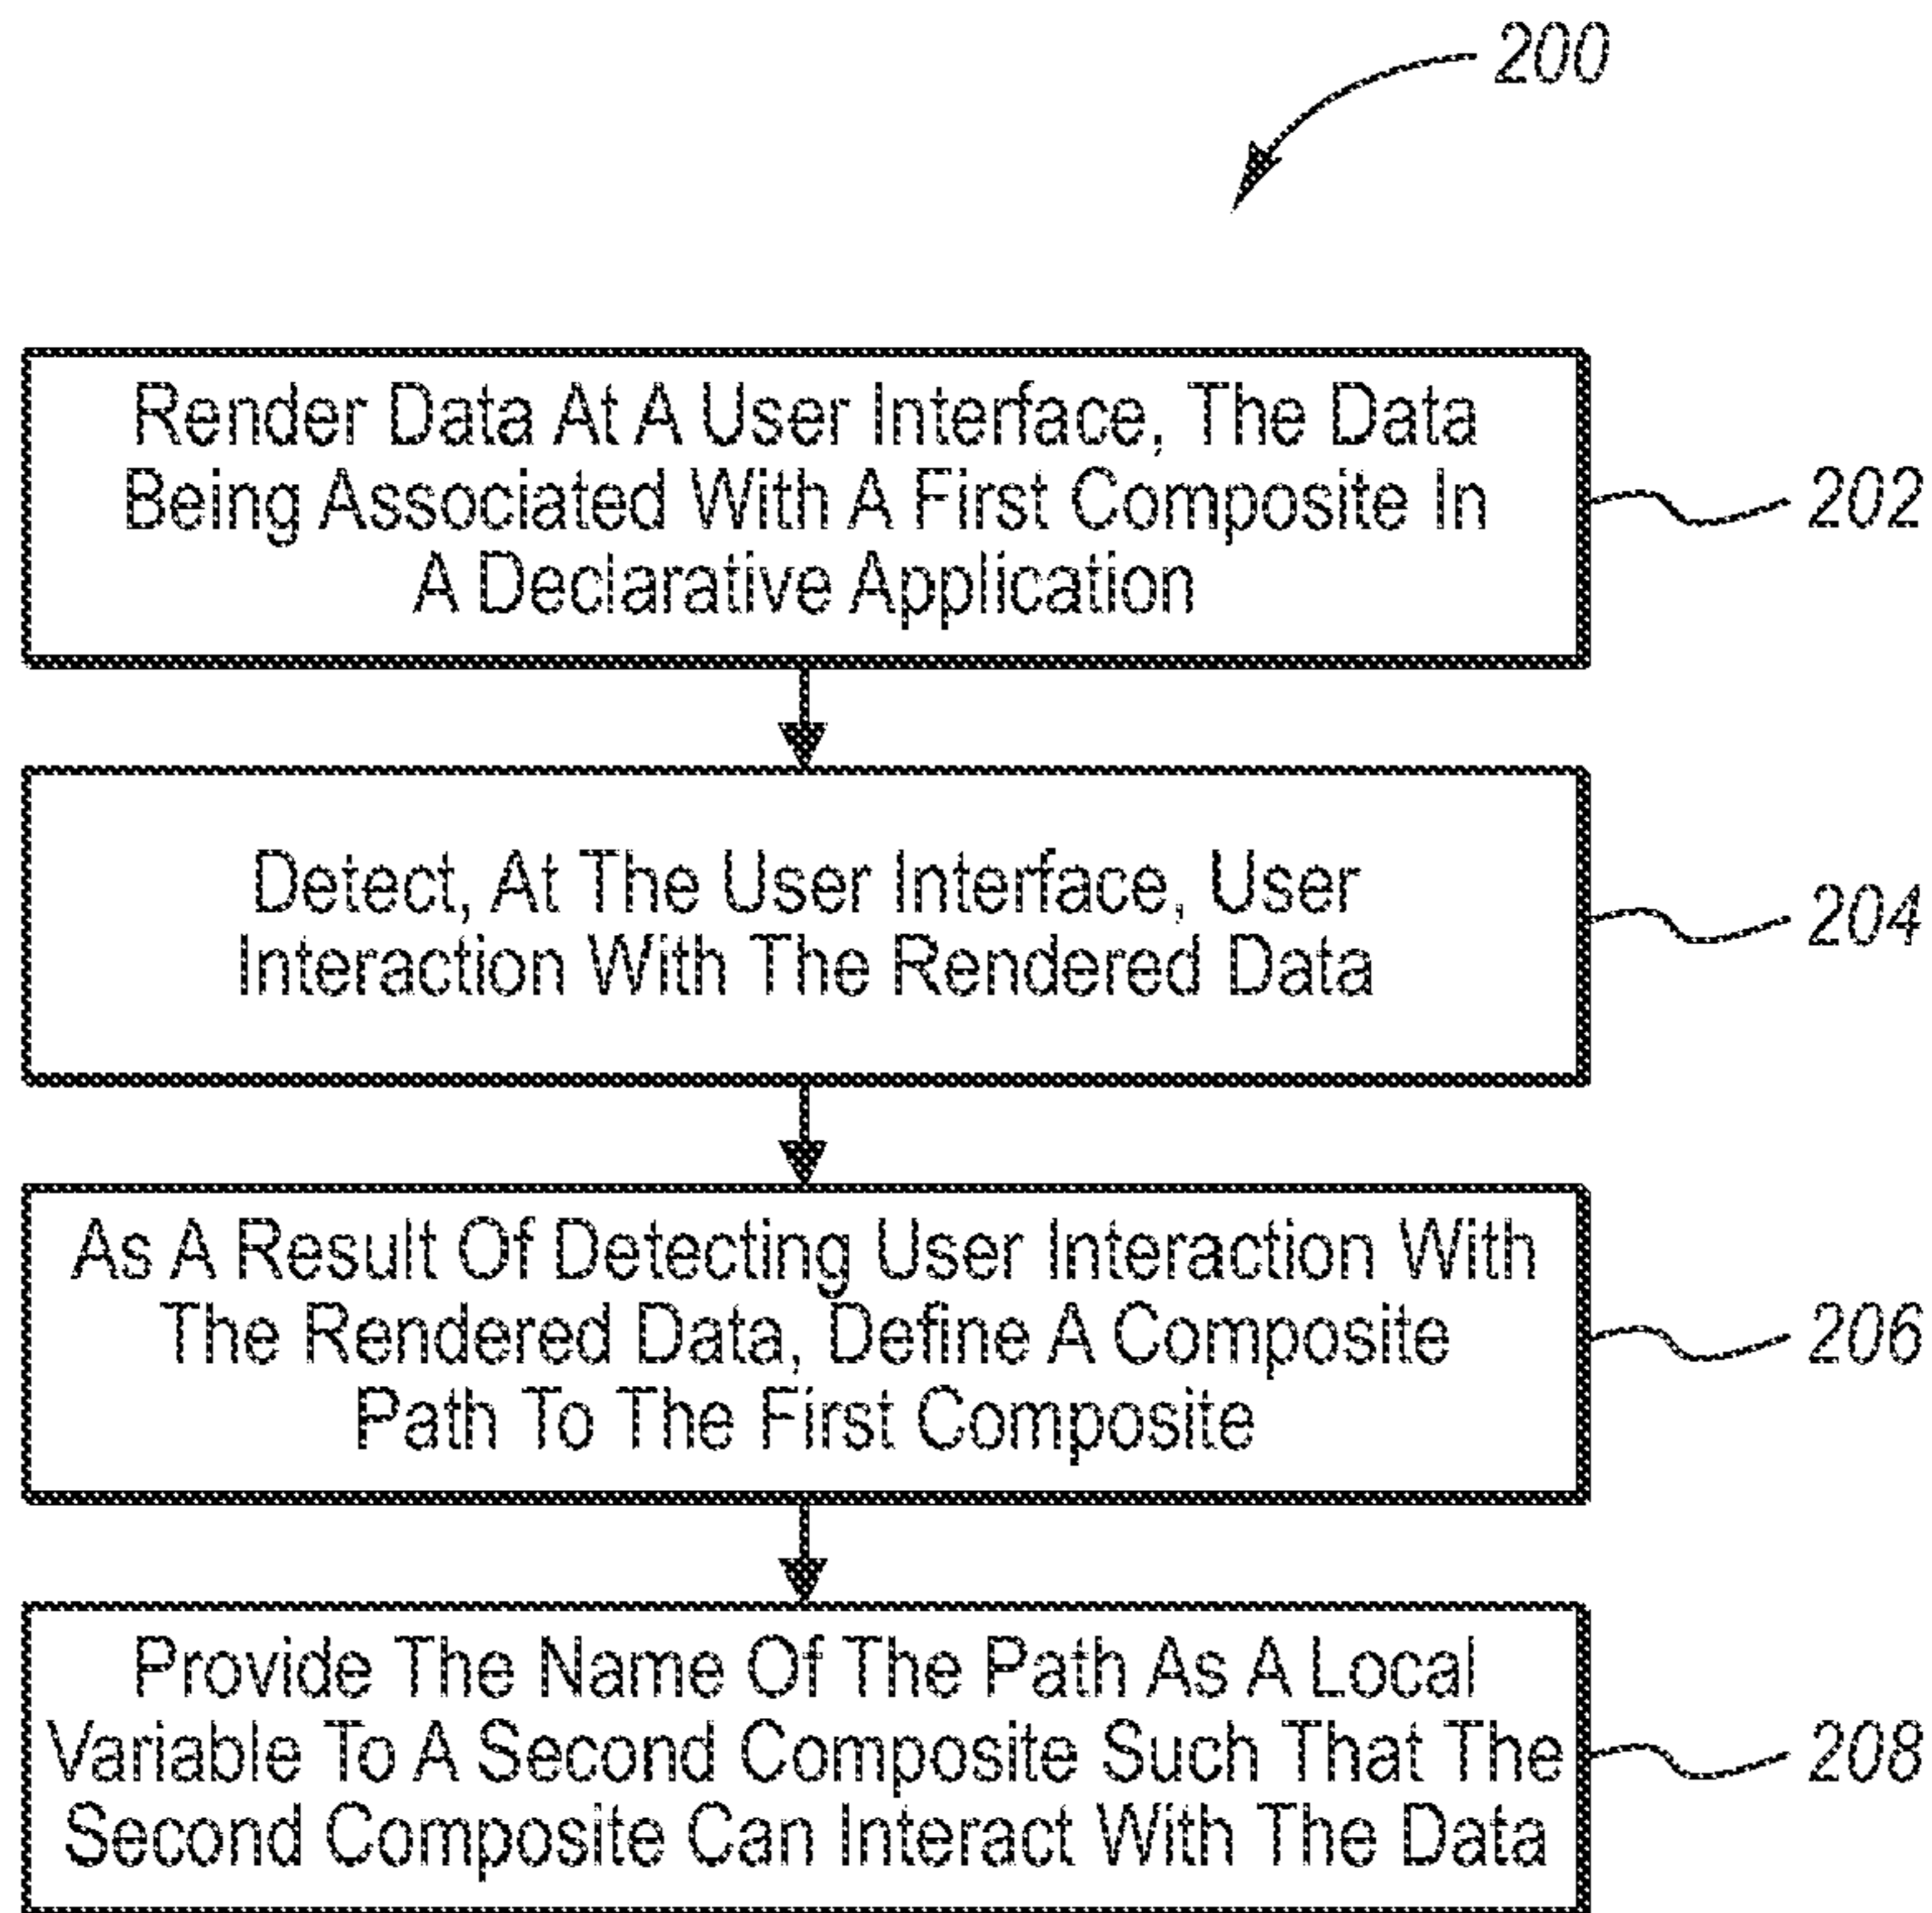 200
Render Data At A User Interface, The Data
Being Associated With A First Composite In
A Declarative Application
202
Detect, At The User Interface, User
Interaction With The Rendered Data
204
As A Result Of Detecting User Interaction With
The Rendered Data, Define A Composite
Path To The First Composite
206
Provide The Name Of The Path As A Local
Variable To A Second Composite Such That The
Second Composite Can Interact With The Data
208